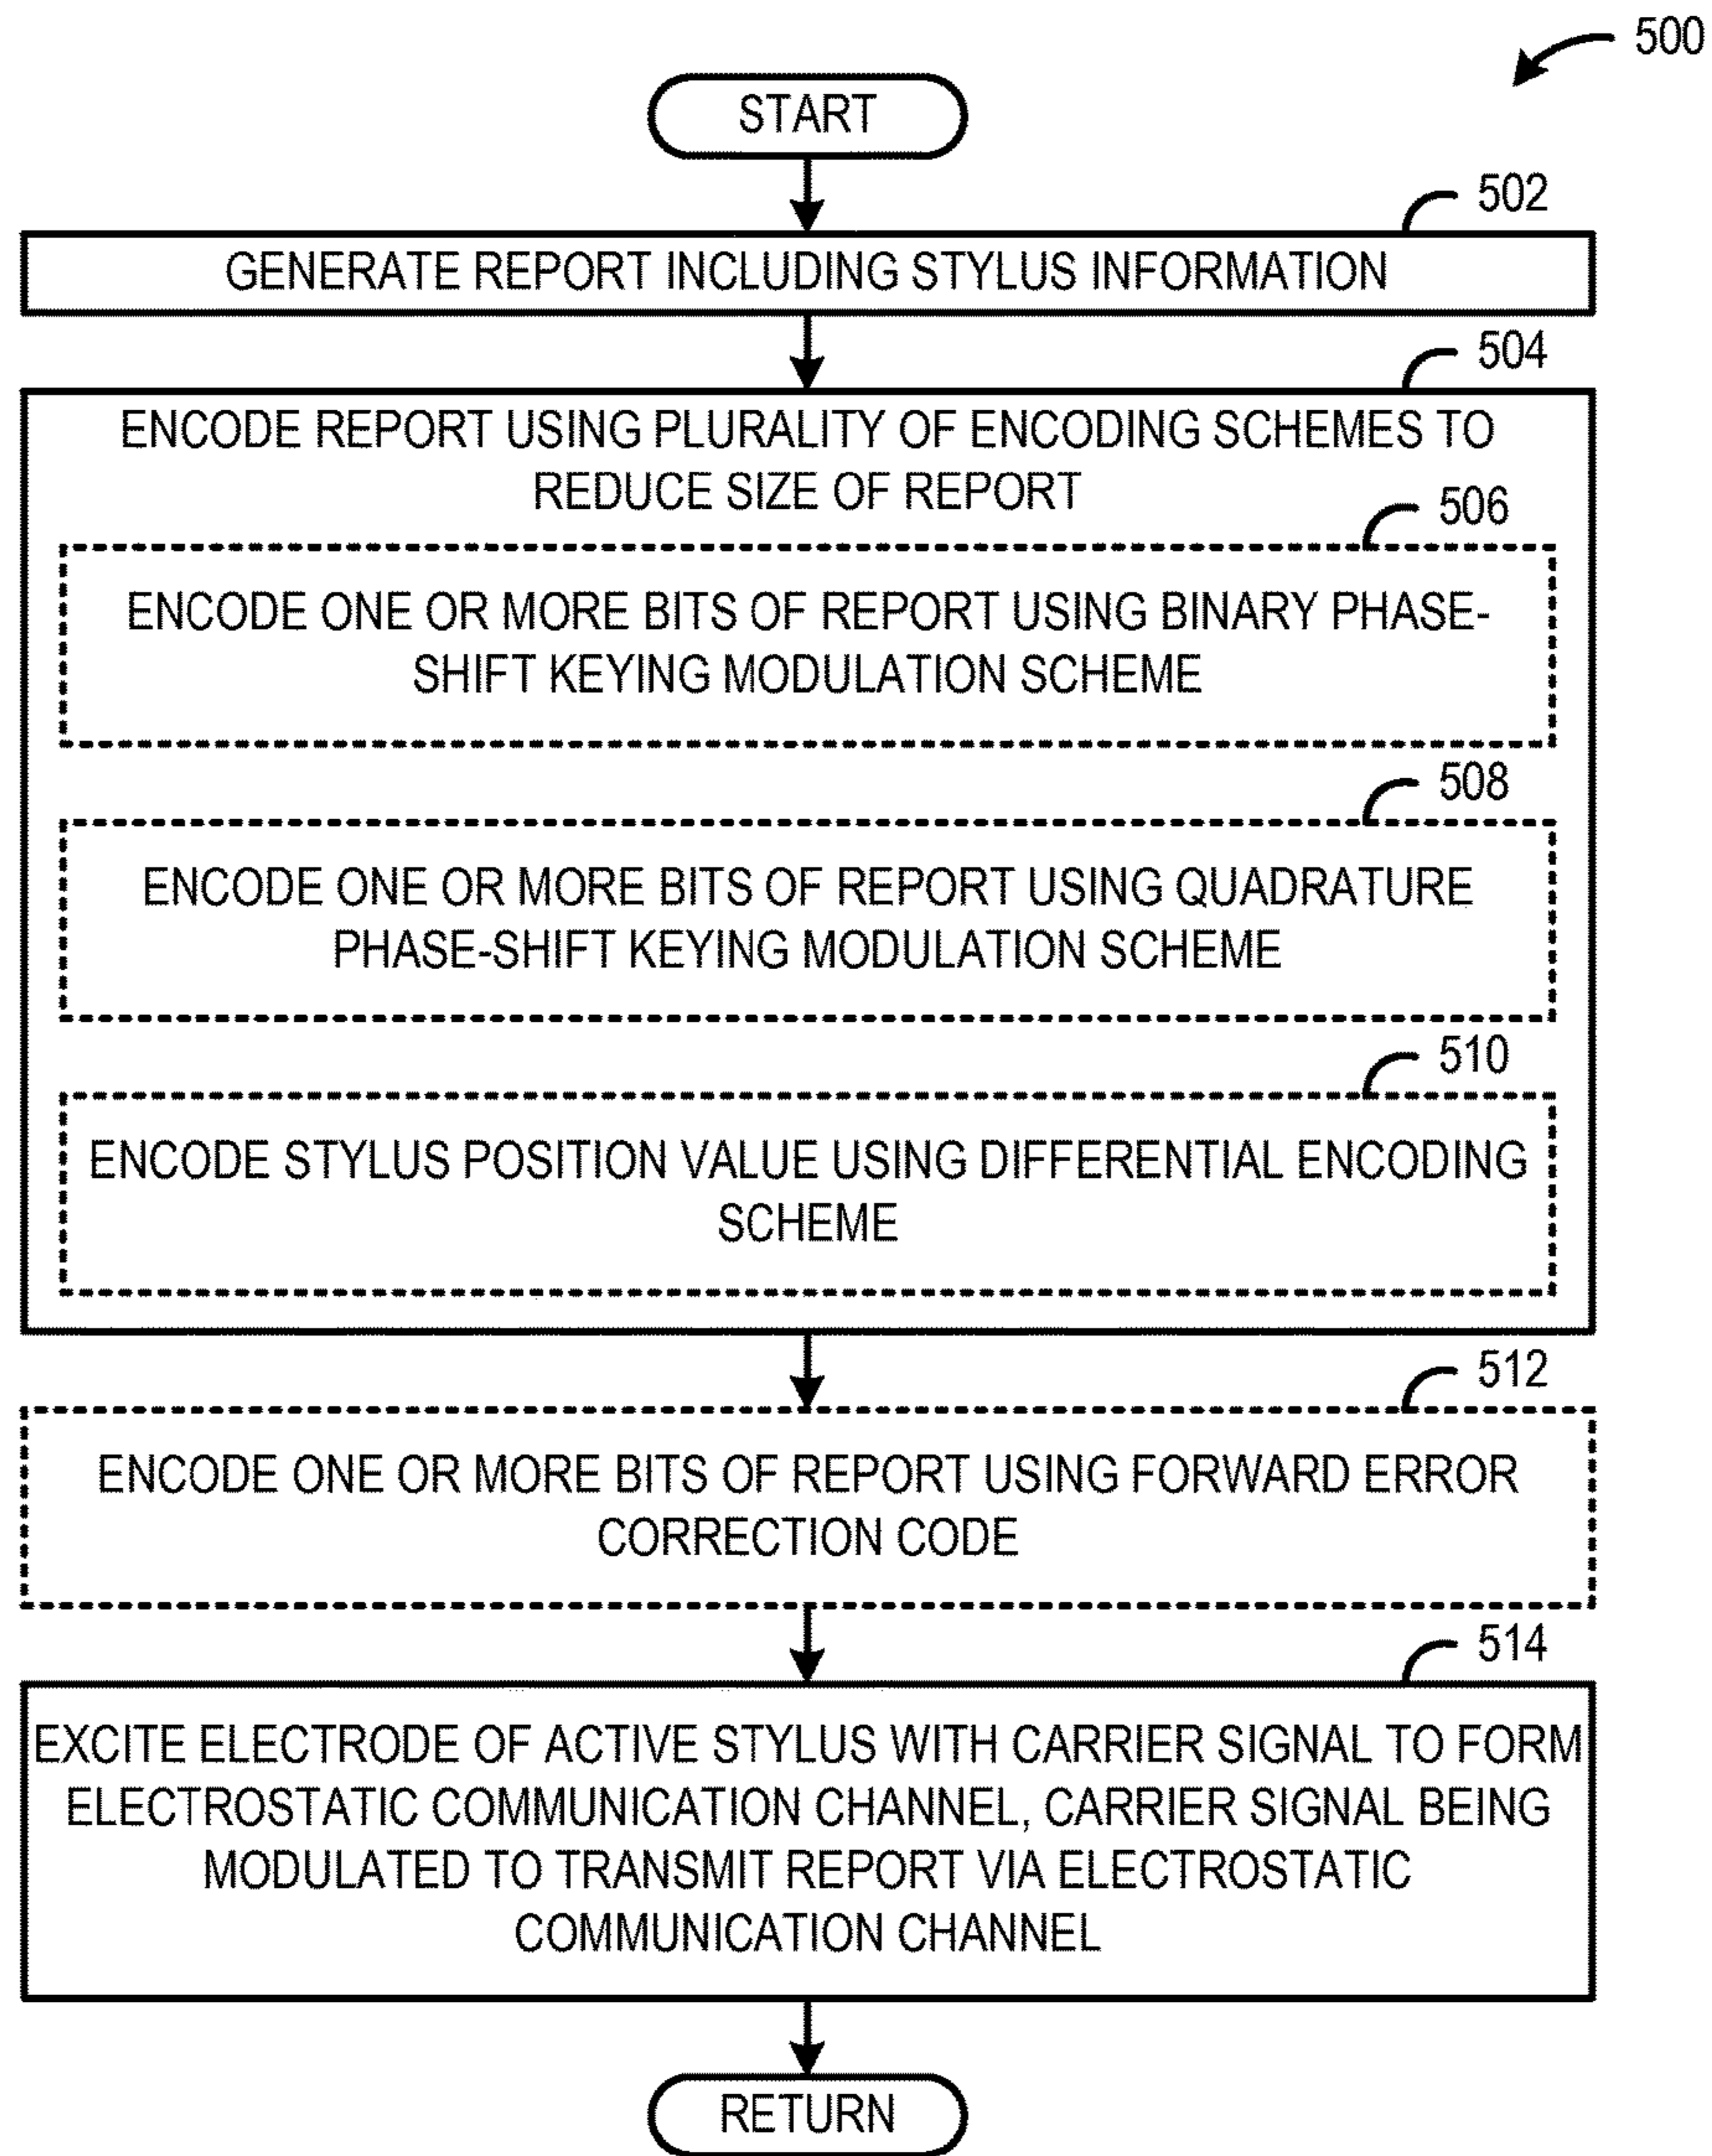 500
START
502
GENERATE REPORT INCLUDING STYLUS INFORMATION
504
ENCODE REPORT USING PLURALITY OF ENCODING SCHEMES TO
REDUCE SIZE OF REPORT
506
ENCODE ONE OR MORE BITS OF REPORT USING BINARY PHASE-
SHIFT KEYING MODULATION SCHEME
508
ENCODE ONE OR MORE BITS OF REPORT USING QUADRATURE
PHASE-SHIFT KEYING MODULATION SCHEME
510
ENCODE STYLUS POSITION VALUE USING DIFFERENTIAL ENCODING
SCHEME
512
ENCODE ONE OR MORE BITS OF REPORT USING FORWARD ERROR
CORRECTION CODE
514
EXCITE ELECTRODE OF ACTIVE STYLUS WITH CARRIER SIGNAL TO FORM
ELECTROSTATIC COMMUNICATION CHANNEL, CARRIER SIGNAL BEING
MODULATED TO TRANSMIT REPORT VIA ELECTROSTATIC
COMMUNICATION CHANNEL
RETURN